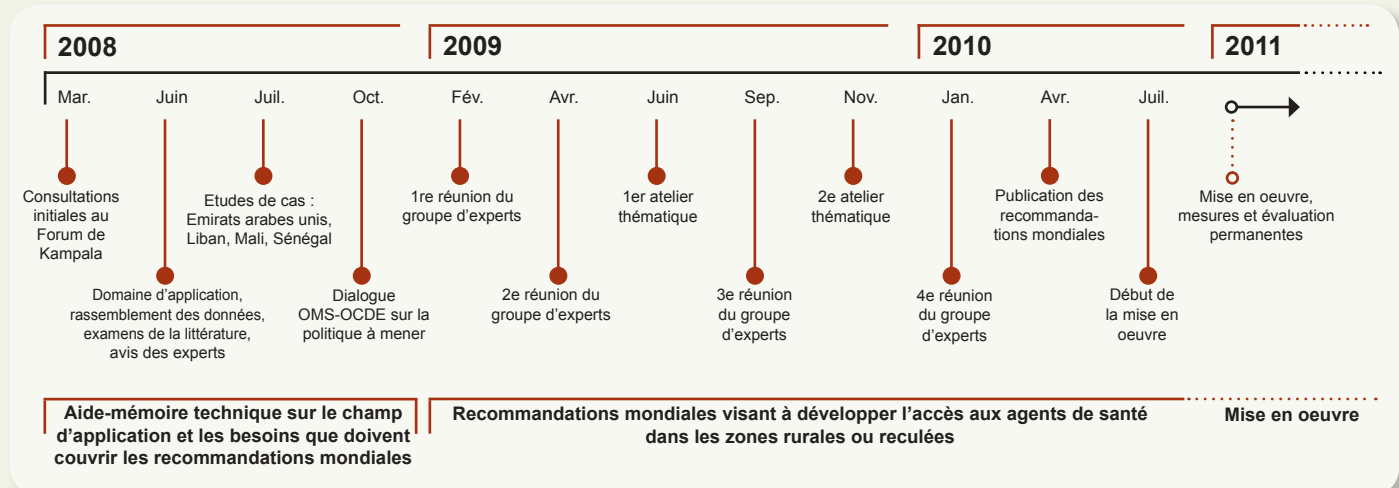 2008
2009
2010
2011
Mar.
Juin
Juil.
Oct.
Fév.
Avr.
Juin
Sep.
Nov.
Jan.
Avr.
Juil.
Consultations
initiales au
Forum de
Kampala
Domaine d'application,
rassemblement des données,
examens de la littérature,
avis des experts
Etudes de cas :
Emirats arabes unis,
Liban, Mali, Sénégal
Dialogue
OMS-OCDE sur la
politique à mener
1re réunion du
groupe d'experts
2e réunion du
groupe d'experts
1er atelier
thématique
3e réunion
du groupe
d'experts
2e atelier
thématique
4e réunion
du groupe
d'experts
Publication des
recommanda-
tions mondiales
Début de
la mise en
oeuvre
Mise en oeuvre,
mesures et évaluation
permanentes
Aide-mémoire technique sur le champ
d'application et les besoins que doivent
couvrir les recommandations mondiales
Recommandations mondiales visant à développer l'accès aux agents de santé
dans les zones rurales ou reculées
Mise en oeuvre